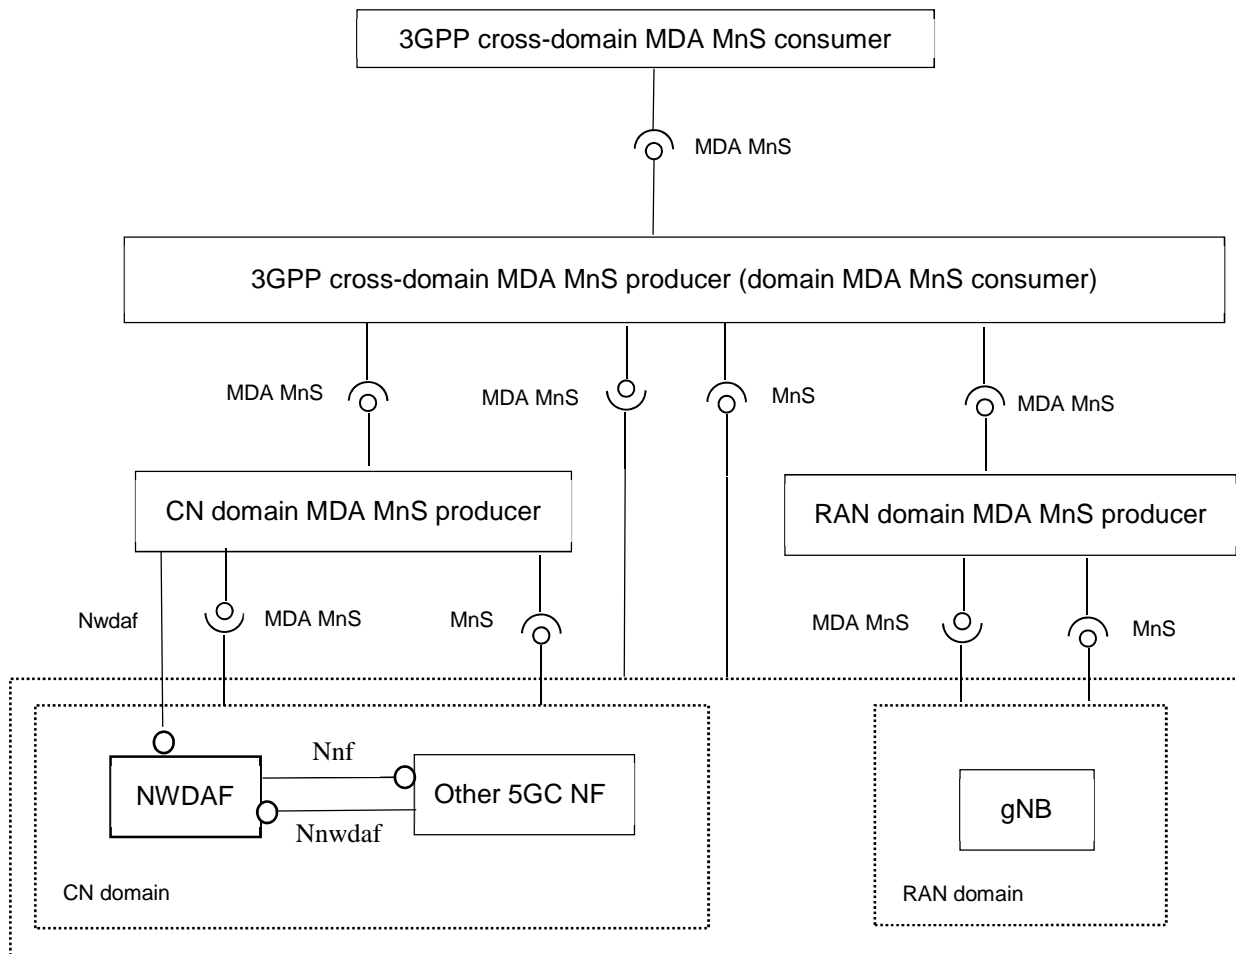 3GPP cross-domain MDA MnS consumer
MDA MnS
3GPP cross-domain MDA MnS producer (domain MDA MnS consumer)
MDA MnS
MDA MnS
MnS
MDA MnS
CN domain MDA MnS producer
RAN domain MDA MnS producer
Nwdaf
MDA MnS
MnS
MDA MnS
MnS
Nnf
NWDAF
Other 5GC NF
gNB
Nnwdaf
CN domain
RAN domain